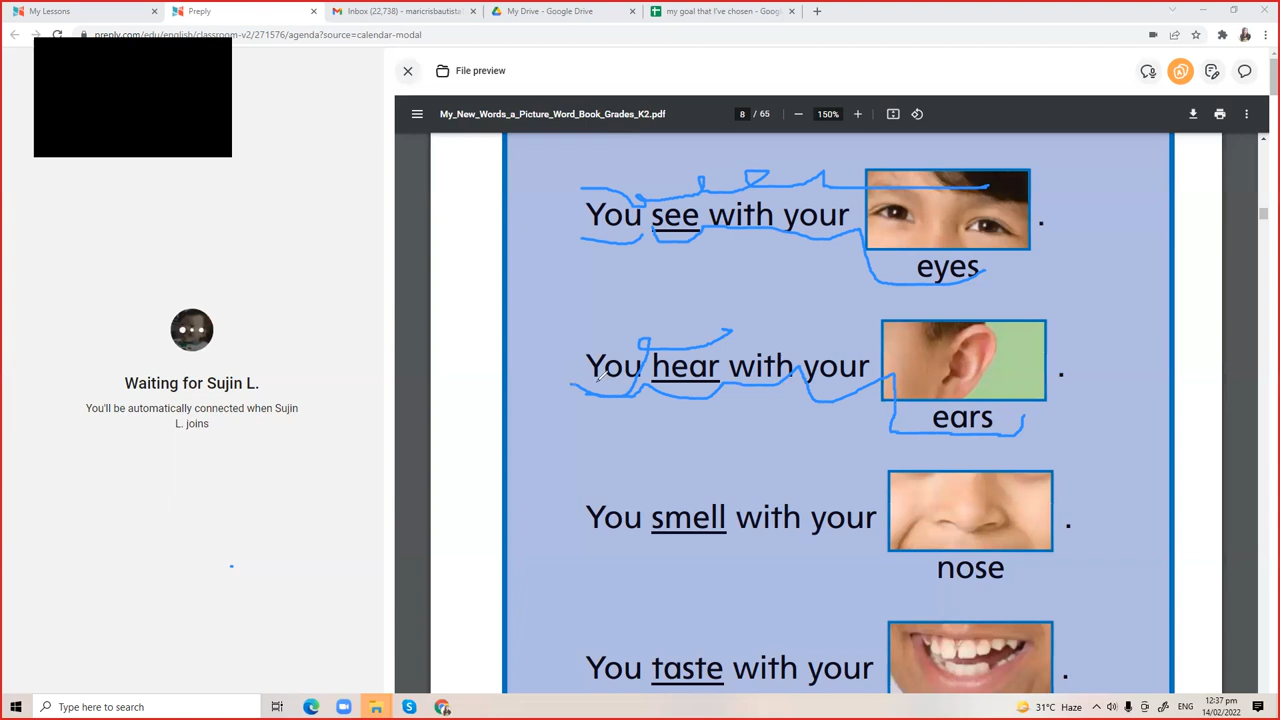 My Lessons
Preply
Inbox (22,738) - maricrisbautista
My Drive - Google Drive
my goal that I've chosen - Goog
preply.com/edu/english/classroom-v2/271576/agenda?source=calendar-modal
File preview
My_New_Words_a_Picture_Word_Book_Grades_K2.pdf
8 / 65
150%
You see with your
.
eyes
You hear with your
.
ears
You smell with your
.
nose
You taste with your
.
Waiting for Sujin L.
You'll be automatically connected when Sujin
L. joins
Type here to search
31°C Haze
ENG
12:37 pm
14/02/2022